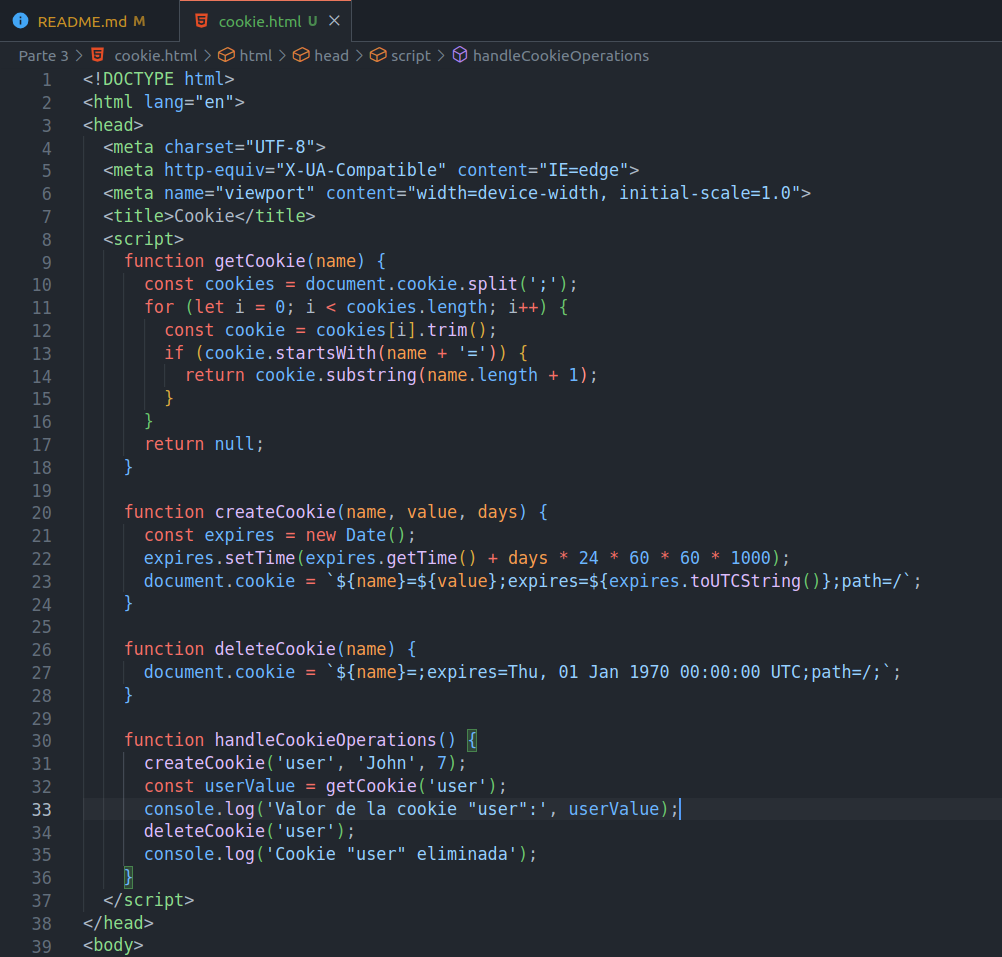 README.md M cookie.html U
Parte 3 > cookie.html > html > head > script > handleCookieOperations
1 <!DOCTYPE html>
2 <html lang="en">
3 <head>
4   <meta charset="UTF-8">
5   <meta http-equiv="X-UA-Compatible" content="IE=edge">
6   <meta name="viewport" content="width=device-width, initial-scale=1.0">
7   <title>Cookie</title>
8   <script>
9     function getCookie(name) {
10       const cookies = document.cookie.split(';');
11       for (let i = 0; i < cookies.length; i++) {
12         const cookie = cookies[i].trim();
13         if (cookie.startsWith(name + '=')) {
14           return cookie.substring(name.length + 1);
15         }
16       }
17       return null;
18     }
19
20     function createCookie(name, value, days) {
21       const expires = new Date();
22       expires.setTime(expires.getTime() + days * 24 * 60 * 60 * 1000);
23       document.cookie = `${name}=${value};expires=${expires.toUTCString()};path=/`;
24     }
25
26     function deleteCookie(name) {
27       document.cookie = `${name}=;expires=Thu, 01 Jan 1970 00:00:00 UTC;path=/;`;
28     }
29
30     function handleCookieOperations() {
31       createCookie('user', 'John', 7);
32       const userValue = getCookie('user');
33       console.log('Valor de la cookie "user":', userValue);
34       deleteCookie('user');
35       console.log('Cookie "user" eliminada');
36     }
37   </script>
38 </head>
39 <body>